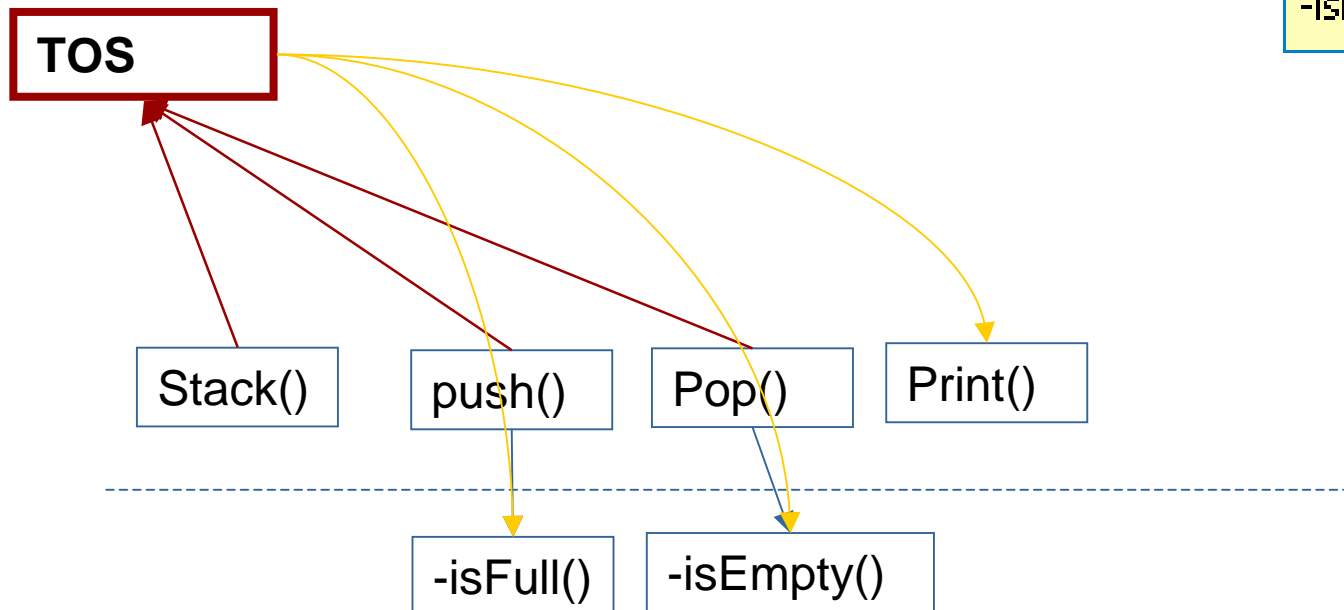 TOS
Stack()
push()
Pop()
Print()
-isFull()
-isEmpty()